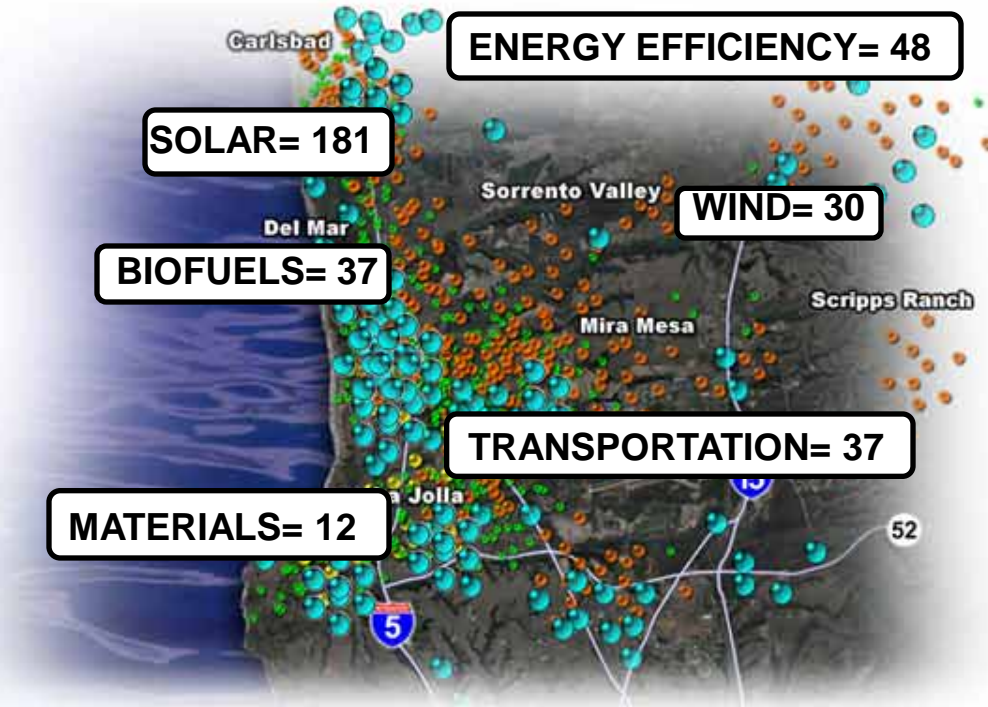 Carlsbad
ENERGY EFFICIENCY= 48
SOLAR= 181
Sorrento Valley
WIND= 30
Del Mar
BIOFUELS= 37
Scripps Ranch
Mira Mesa
TRANSPORTATION= 37
15
a Jolla
MATERIALS= 12
52
5